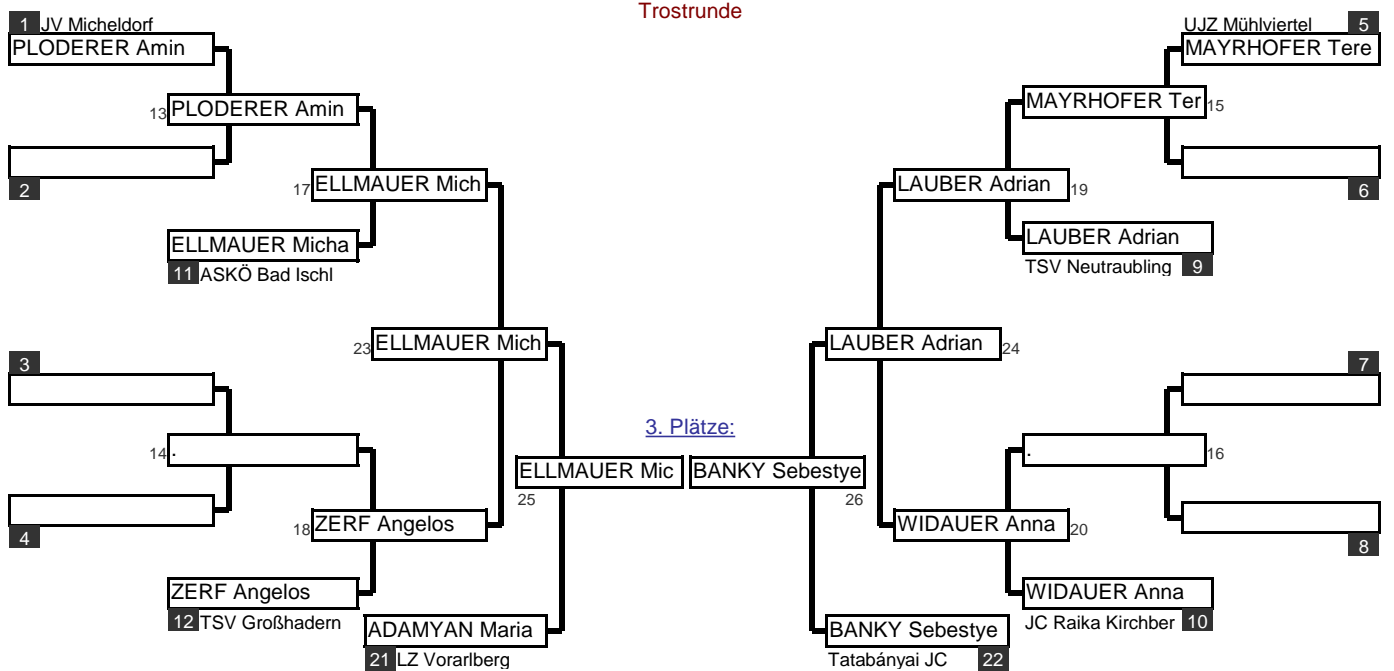 Trostrunde
1 JV Micheldorf
UJZ Mühlviertel 5
PLODERER Amin
MAYRHOFER Tere
13 PLODERER Amin
MAYRHOFER Ter 15
2
17 ELLMAUER Mich
LAUBER Adrian 19
6
ELLMAUER Micha
LAUBER Adrian
11 ASKÖ Bad Ischl
TSV Neutraubling 9
23 ELLMAUER Mich
LAUBER Adrian 24
3
7
3. Plätze:
14 .
. 16
ELLMAUER Mic
BANKY Sebestye
25
26
4
18 ZERF Angelos
WIDAUER Anna 20
8
ZERF Angelos
WIDAUER Anna
12 TSV Großhadern
JC Raika Kirchber 10
ADAMYAN Maria
BANKY Sebestye
21 LZ Vorarlberg
Tatabányai JC 22